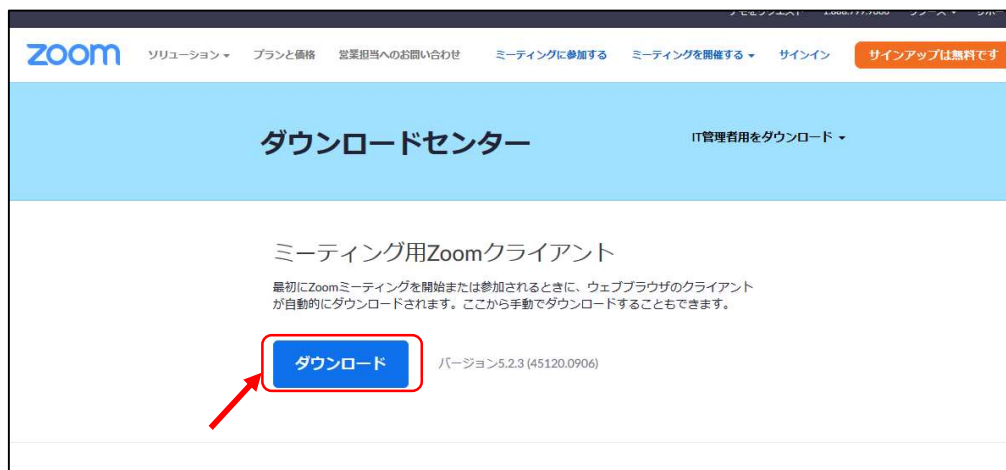 zoom ソリューション プランと価格 営業担当へのお問い合わせ ミーティングに参加する ミーティングを開催する サインイン サインアップは無料です
ダウンロードセンター IT管理者用をダウンロード
ミーティング用Zoomクライアント
最初にZoomミーティングを開始または参加されるときに、ウェブブラウザのクライアント
が自動的にダウンロードされます。ここから手動でダウンロードすることもできます。
ダウンロード バージョン5.2.3 (45120.0906)